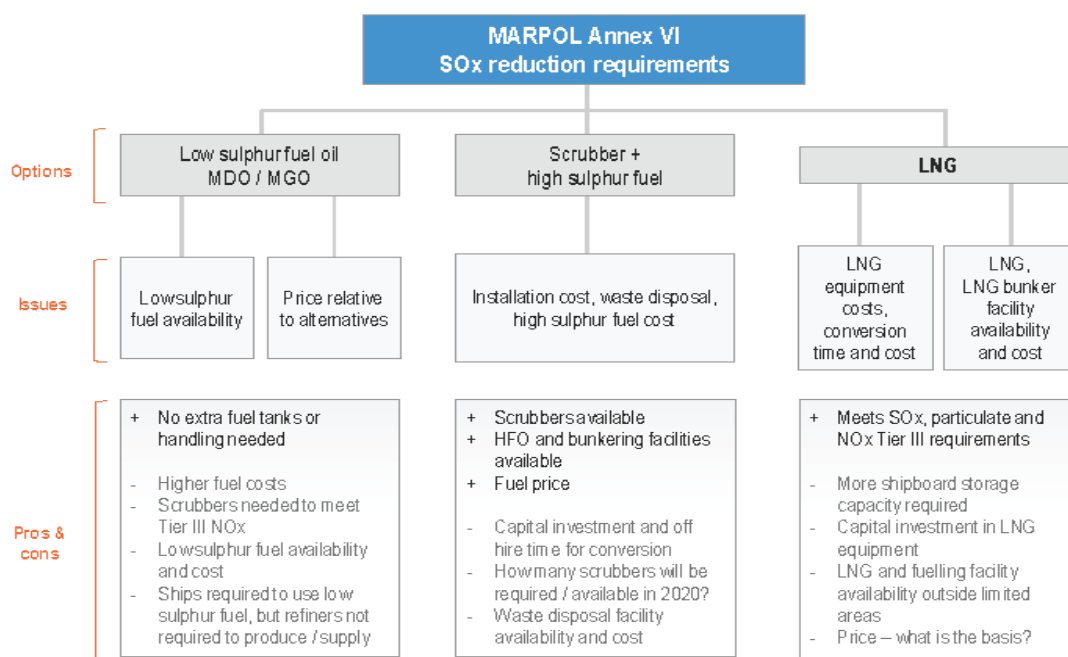 MARPOL Annex VI
SOx reduction requirements
Options
Low sulphur fuel oil
MDO / MGO
Scrubber +
high sulphur fuel
LNG
Issues
Lowsulphur
fuel availability
Price relative
to alternatives
Installation cost, waste disposal,
high sulphur fuel cost
LNG
equipment
costs,
conversion
time and cost
LNG,
LNG bunker
facility
availability
and cost
Pros &
cons
+ No extra fuel tanks or
handling needed
- Higher fuel costs
- Scrubbers needed to meet
Tier III NOx
- Lowsulphur fuel availability
and cost
- Ships required to use low
sulphur fuel, but refiners not
required to produce / supply
+ Scrubbers available
+ HFO and bunkering facilities
available
+ Fuel price
- Capital investment and off
hire time for conversion
- How many scrubbers will be
required / available in 2020?
- Waste disposal facility
availability and cost
+ Meets SOx, particulate and
NOx Tier III requirements
- More shipboard storage
capacity required
- Capital investment in LNG
equipment
- LNG and fuelling facility
availability outside limited
areas
- Price – what is the basis?